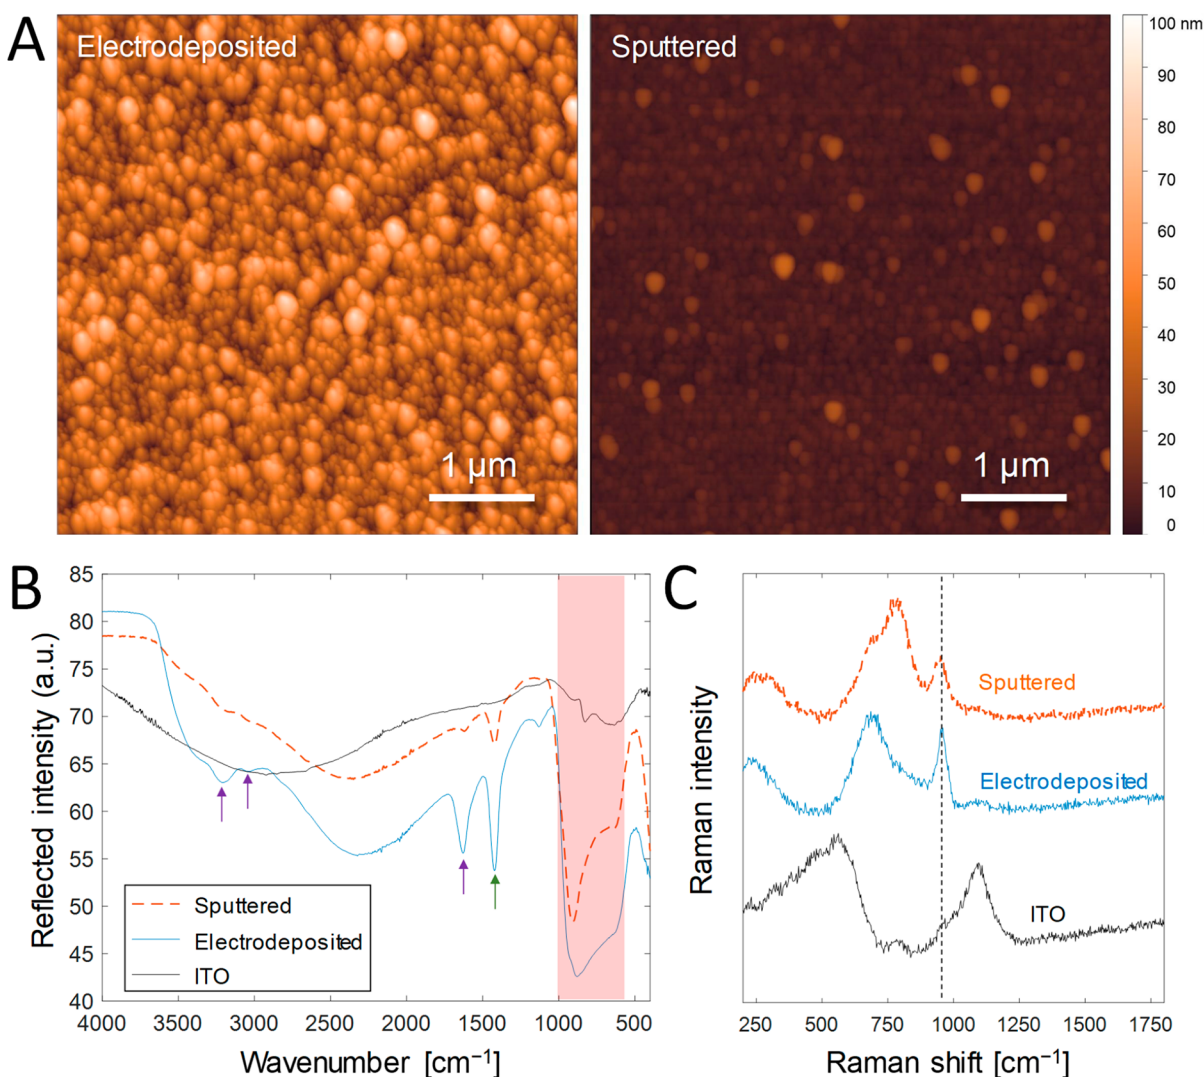 A
Electrodeposited
Sputtered
1 µm
1 µm
100 nm
90
80
70
60
50
40
30
20
10
0
B
Reflected intensity (a.u.)
85
80
75
70
65
60
55
50
45
40
Sputtered
Electrodeposited
ITO
4000 3500 3000 2500 2000 1500 1000 500
Wavenumber [cm⁻¹]
C
Raman intensity
Sputtered
Electrodeposited
ITO
250 500 750 1000 1250 1500 1750
Raman shift [cm⁻¹]